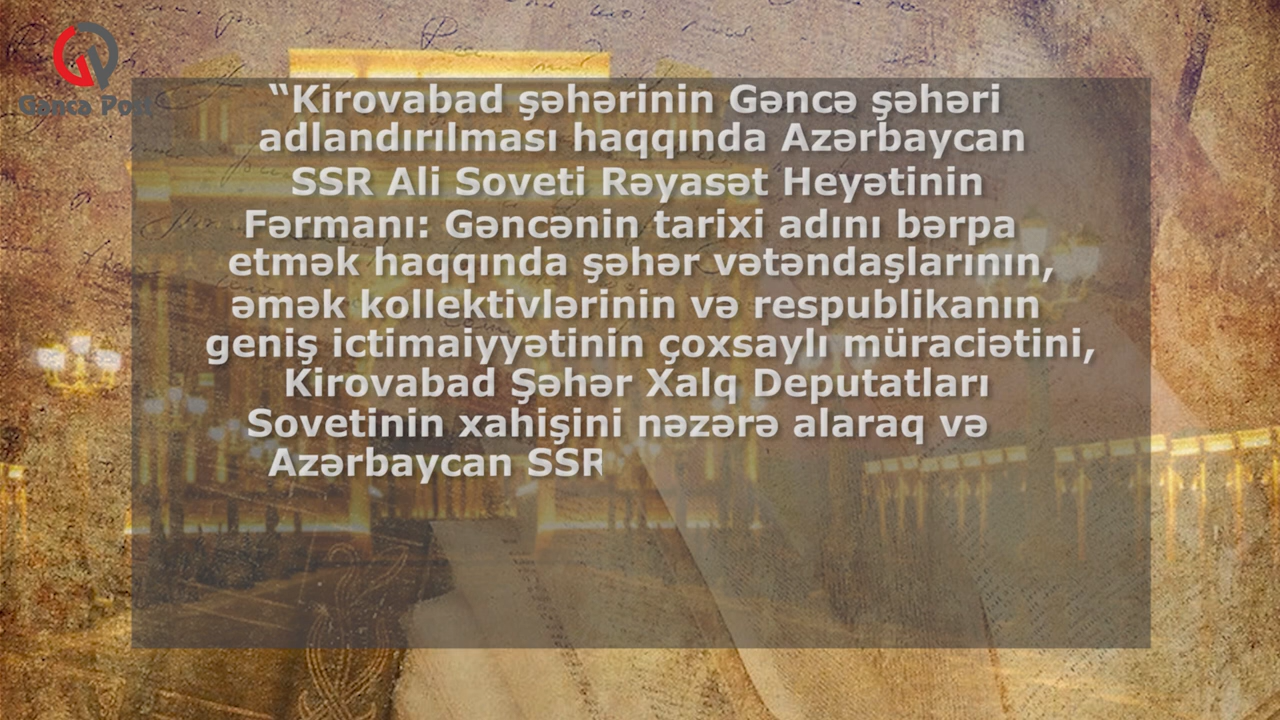 Gəncə Post
“Kirovabad şəhərinin Gəncə şəhəri
adlandırılması haqqında Azərbaycan
SSR Ali Soveti Rəyasət Heyətinin
Fərmanı: Gəncənin tarixi adını bərpa
etmək haqqında şəhər vətəndaşlarının,
əmək kollektivlərinin və respublikanın
geniş ictimaiyyətinin çoxsaylı müraciətini,
Kirovabad Şəhər Xalq Deputatları
Sovetinin xahişini nəzərə alaraq və
Azərbaycan SSR